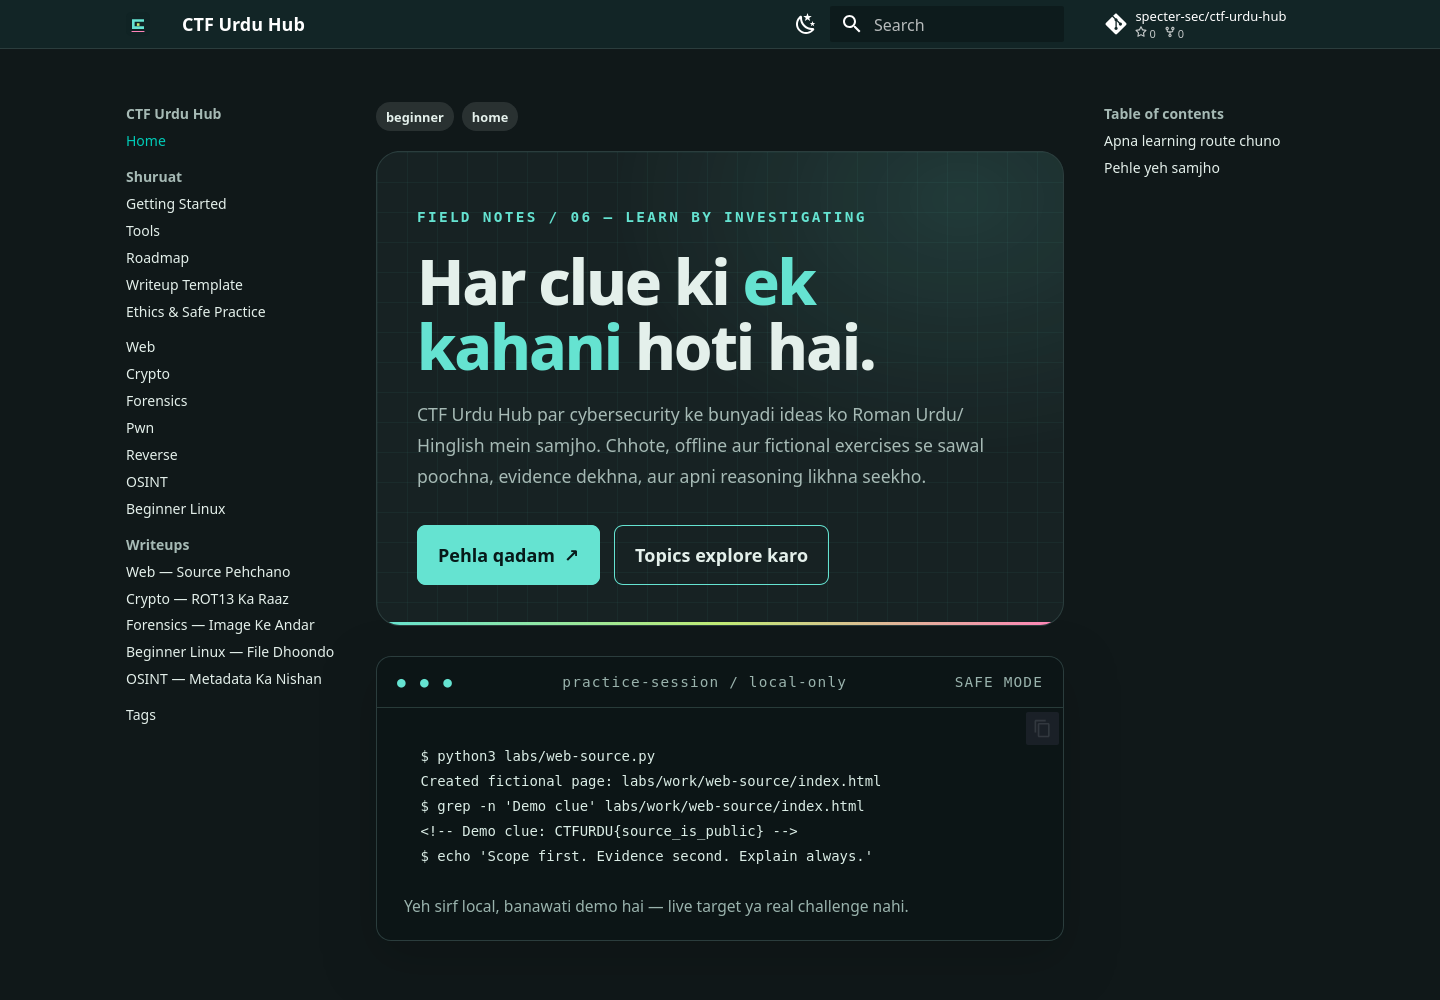 CTF Urdu Hub
Search
specter-sec/ctf-urdu-hub
0 0
CTF Urdu Hub
Home
Shuruat
Getting Started
Tools
Roadmap
Writeup Template
Ethics & Safe Practice
Web
Crypto
Forensics
Pwn
Reverse
OSINT
Beginner Linux
Writeups
Web — Source Pehchano
Crypto — ROT13 Ka Raaz
Forensics — Image Ke Andar
Beginner Linux — File Dhoondo
OSINT — Metadata Ka Nishan
Tags
beginner home
FIELD NOTES / 06 — LEARN BY INVESTIGATING
Har clue ki ek
kahani hoti hai.
CTF Urdu Hub par cybersecurity ke bunyadi ideas ko Roman Urdu/
Hinglish mein samjho. Chhote, offline aur fictional exercises se sawal
poochna, evidence dekhna, aur apni reasoning likhna seekho.
Pehla qadam ↗ Topics explore karo
practice-session / local-only SAFE MODE
$ python3 labs/web-source.py
Created fictional page: labs/work/web-source/index.html
$ grep -n 'Demo clue' labs/work/web-source/index.html
<!-- Demo clue: CTFURDU{source_is_public} -->
$ echo 'Scope first. Evidence second. Explain always.'
Yeh sirf local, banawati demo hai — live target ya real challenge nahi.
Table of contents
Apna learning route chuno
Pehle yeh samjho